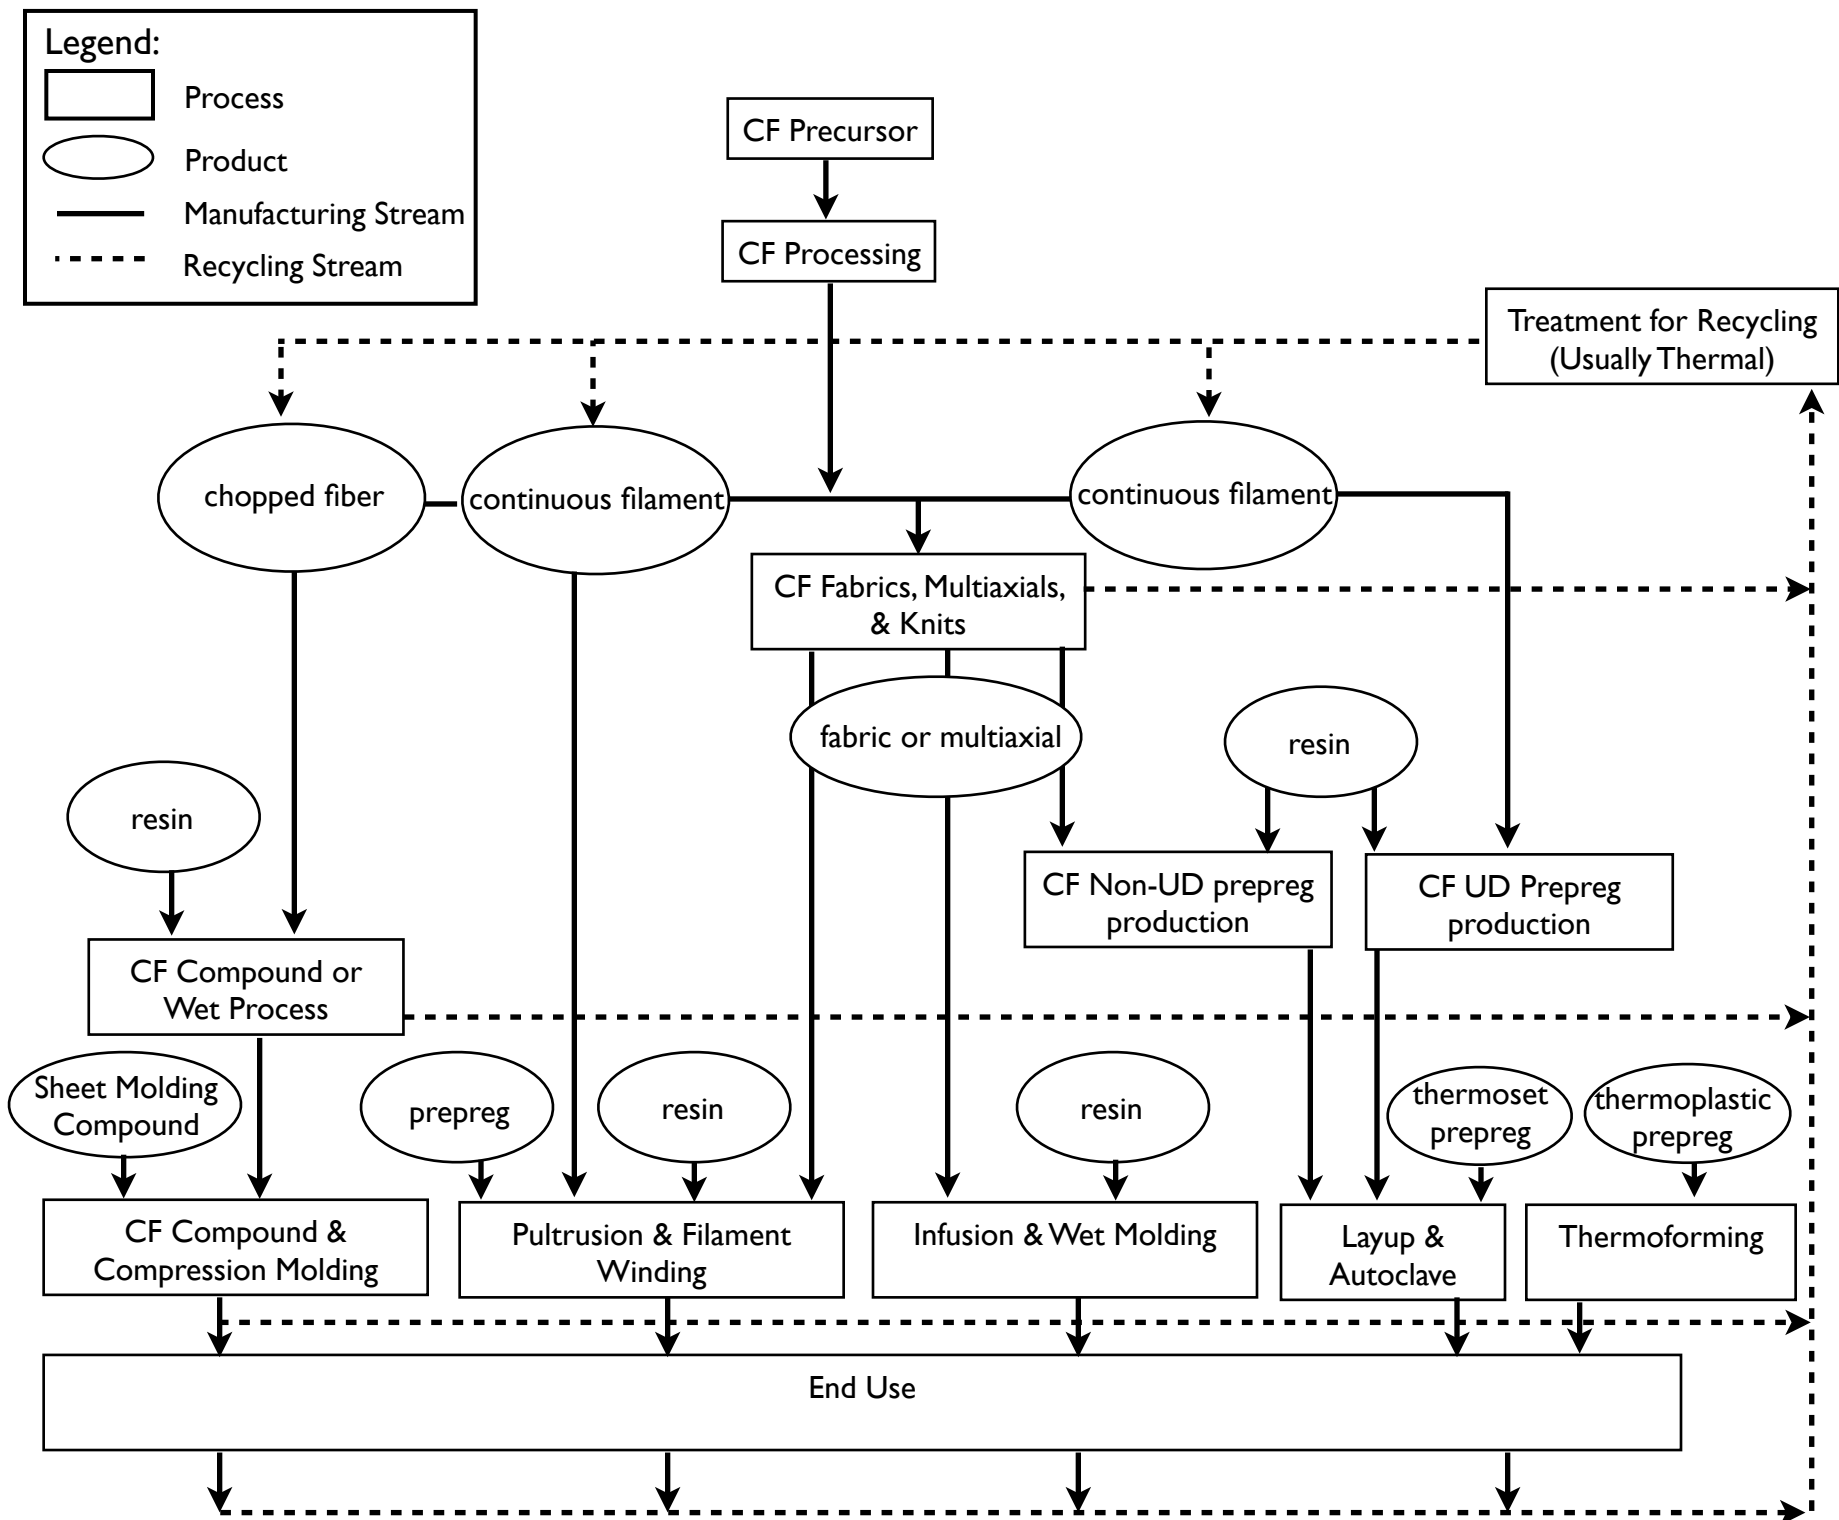 Legend:
Process
Product
Manufacturing Stream
Recycling Stream
CF Precursor
CF Processing
Treatment for Recycling
(Usually Thermal)
chopped fiber
continuous filament
continuous filament
CF Fabrics, Multiaxials,
& Knits
fabric or multiaxial
resin
resin
CF Non-UD prepreg
production
CF UD Prepreg
production
CF Compound or
Wet Process
Sheet Molding
Compound
prepreg
resin
resin
thermoset
prepreg
thermoplastic
prepreg
CF Compound &
Compression Molding
Pultrusion & Filament
Winding
Infusion & Wet Molding
Layup &
Autoclave
Thermoforming
End Use